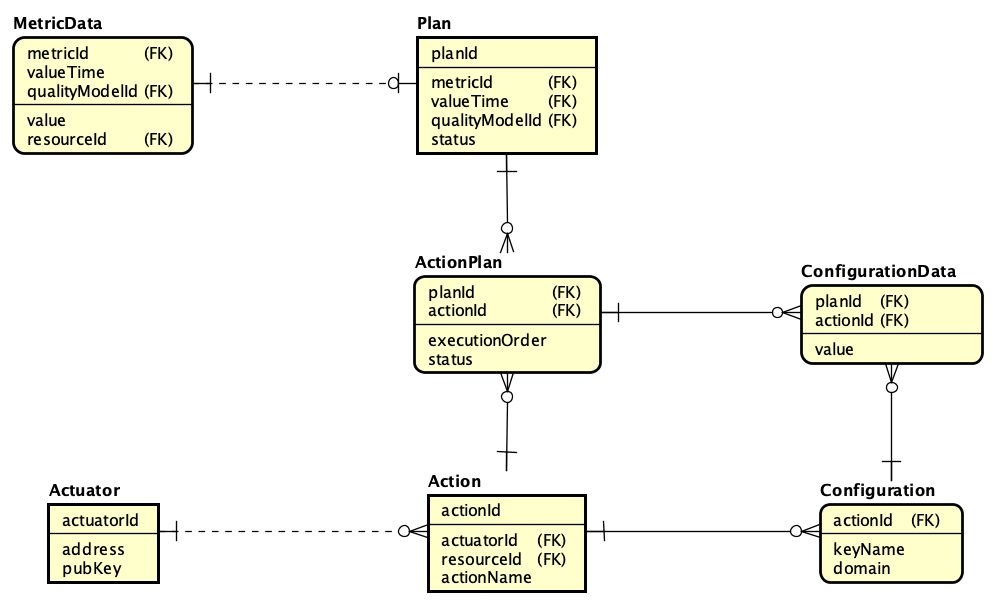 MetricData
metricId (FK)
valueTime
qualityModelId (FK)
value
resourceId (FK)
Plan
planId
metricId (FK)
valueTime (FK)
qualityModelId (FK)
status
ActionPlan
planId (FK)
actionId (FK)
executionOrder
status
ConfigurationData
planId (FK)
actionId (FK)
value
Actuator
actuatorId
address
pubKey
Action
actionId
actuatorId (FK)
resourceId (FK)
actionName
Configuration
actionId (FK)
keyName
domain